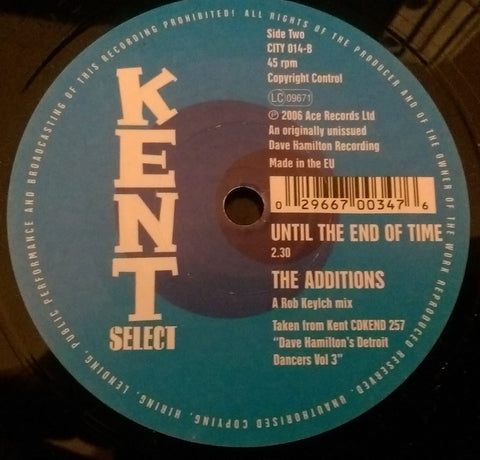 ALL RIGHTS OF THE PRODUCER AND OF THE OWNER OF THE WORK REPRODUCED RESERVED. UNAUTHORISED COPYING, HIRING, LENDING, PUBLIC PERFORMANCE AND BROADCASTING OF THIS RECORDING PROHIBITED!
KENT
SELECT
Side Two
CITY 014-B
45 rpm
Copyright Control
LC 09671
℗ 2006 Ace Records Ltd
An originally unissued
Dave Hamilton Recording
Made in the EU
0 29667 00347 6
UNTIL THE END OF TIME
2.30
THE ADDITIONS
A Rob Keylch mix
Taken from Kent CDKEND 257
"Dave Hamilton's Detroit
Dancers Vol 3"